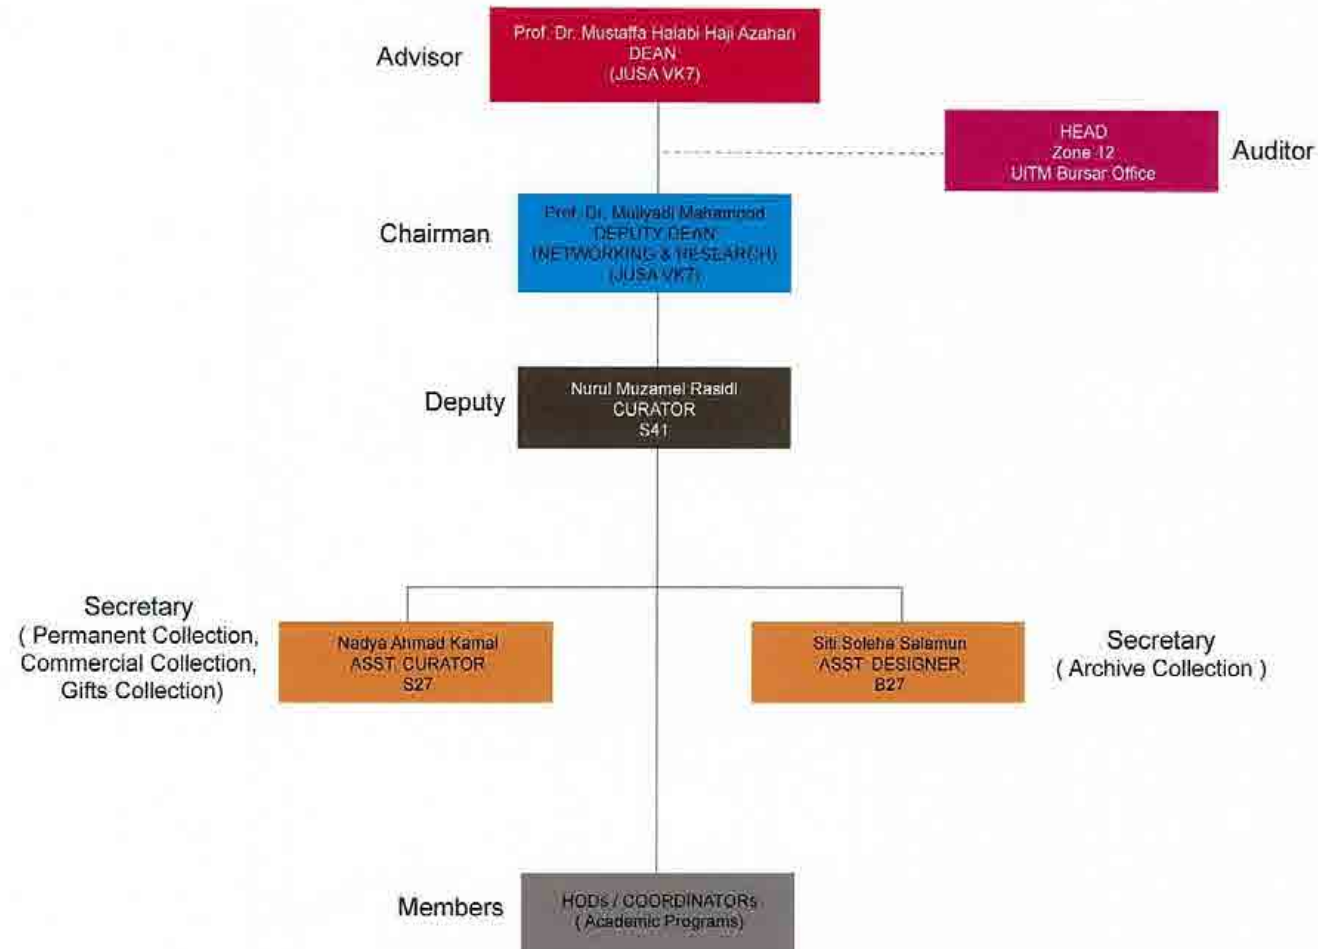 Advisor
Prof. Dr. Mustaffa Halabi Haji Azahari
DEAN
(JUSA VK7)
HEAD
Zone 12
UITM Bursar Office
Auditor
Chairman
Prof. Dr. Muliyadi Mahamood
DEPUTY DEAN
(NETWORKING & RESEARCH)
(JUSA VK7)
Deputy
Nurul Muzamel Rasidi
CURATOR
S41
Secretary
( Permanent Collection,
Commercial Collection,
Gifts Collection)
Nadya Ahmad Kamal
ASST. CURATOR
S27
Siti Soleha Salamun
ASST. DESIGNER
B27
Secretary
( Archive Collection )
Members
HODs / COORDINATORs
( Academic Programs)